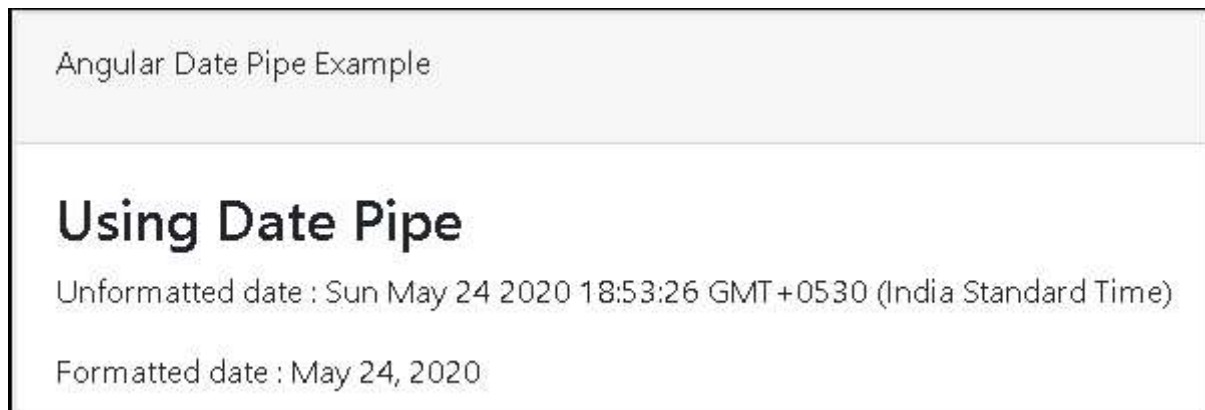 Angular Date Pipe Example
Using Date Pipe
Unformatted date : Sun May 24 2020 18:53:26 GMT+0530 (India Standard Time)
Formatted date : May 24, 2020